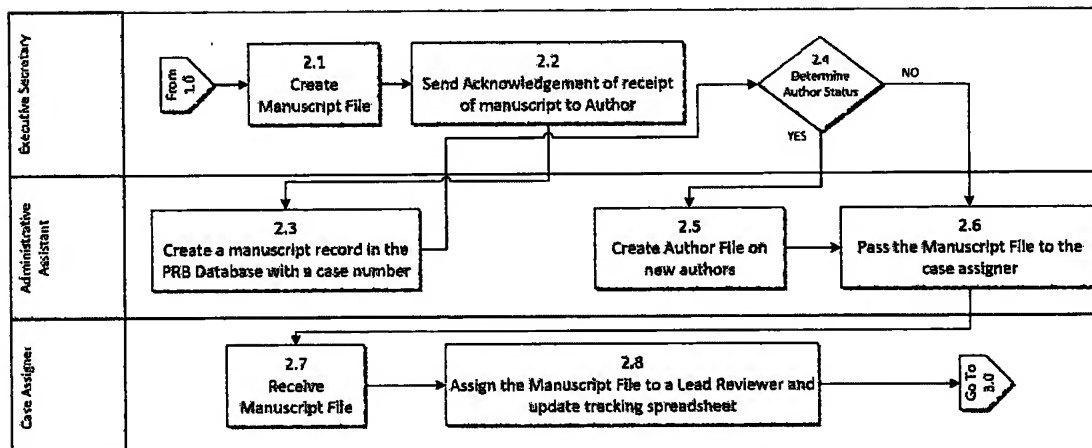 Executive Secretary
From
1.0
2.1
Create
Manuscript File
2.2
Send Acknowledgement of receipt
of manuscript to Author
2.4
Determine
Author Status
NO
YES
Administrative
Assistant
2.3
Create a manuscript record in the
PRB Database with a case number
2.5
Create Author File on
new authors
2.6
Pass the Manuscript File to the
case assigner
Case Assigner
2.7
Receive
Manuscript File
2.8
Assign the Manuscript File to a Lead Reviewer and
update tracking spreadsheet
Go To
3.0